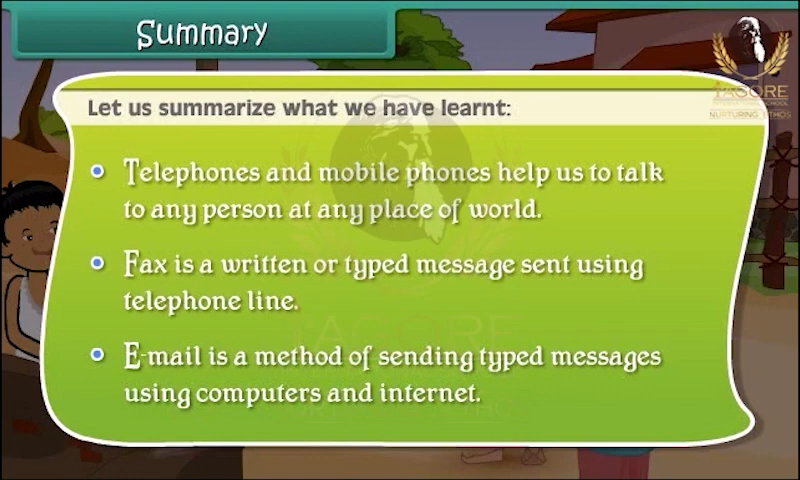 Summary
TAGORE
NURTURING ETHOS
Let us summarize what we have learnt:
Telephones and mobile phones help us to talk
to any person at any place of world.
Fax is a written or typed message sent using
telephone line.
E-mail is a method of sending typed messages
using computers and internet.
TAGORE